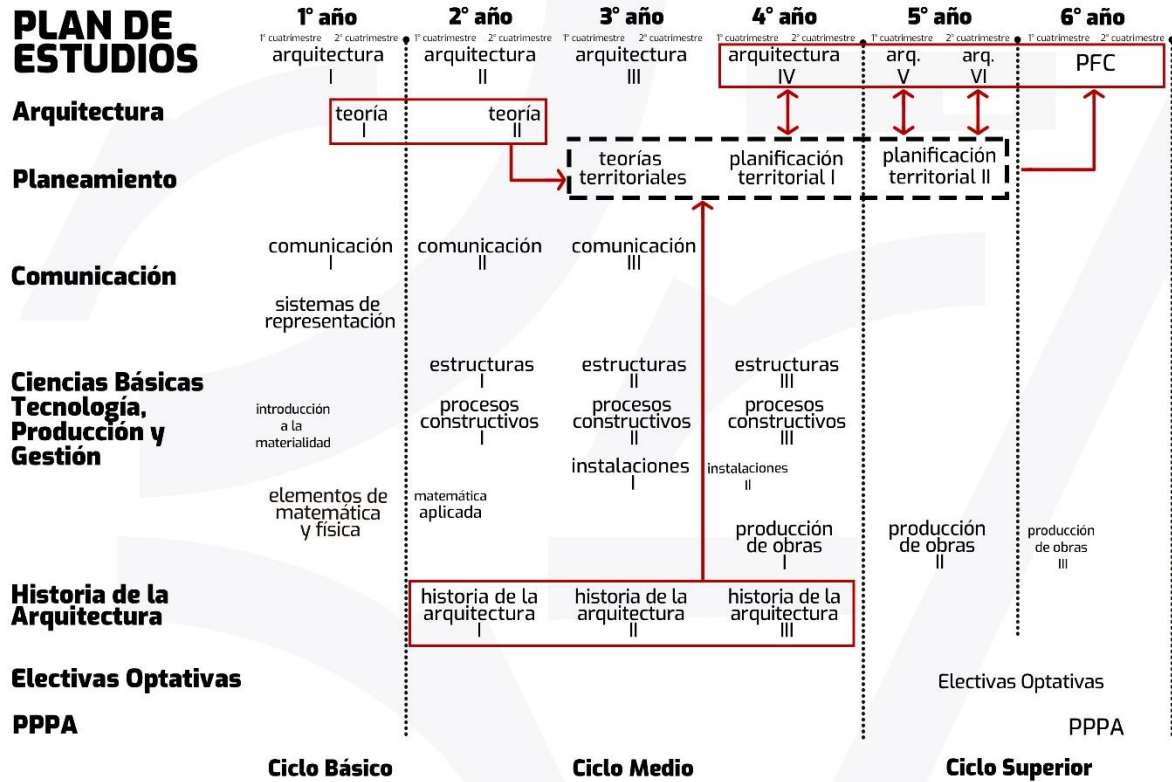 PLAN DE
ESTUDIOS
1° año
2° año
3° año
4° año
5° año
6° año
1° cuatrimestre 2° cuatrimestre
1° cuatrimestre 2° cuatrimestre
1° cuatrimestre 2° cuatrimestre
1° cuatrimestre 2° cuatrimestre
1° cuatrimestre 2° cuatrimestre
1° cuatrimestre 2° cuatrimestre
arquitectura
I
arquitectura
II
arquitectura
III
arquitectura
IV
arq.
V
arq.
VI
PFC
Arquitectura
teoría
I
teoría
II
Planeamiento
teorías
territoriales
planificación
territorial I
planificación
territorial II
Comunicación
comunicación
I
comunicación
II
comunicación
III
sistemas de
representación
Ciencias Básicas
Tecnología,
Producción y
Gestión
estructuras
I
estructuras
II
estructuras
III
introducción
a la
materialidad
procesos
constructivos
I
procesos
constructivos
II
procesos
constructivos
III
instalaciones
I
instalaciones
II
elementos de
matemática
y física
matemática
aplicada
producción
de obras
I
producción
de obras
II
producción
de obras
III
Historia de la
Arquitectura
historia de la
arquitectura
I
historia de la
arquitectura
II
historia de la
arquitectura
III
Electivas Optativas
Electivas Optativas
PPPA
PPPA
Ciclo Básico
Ciclo Medio
Ciclo Superior